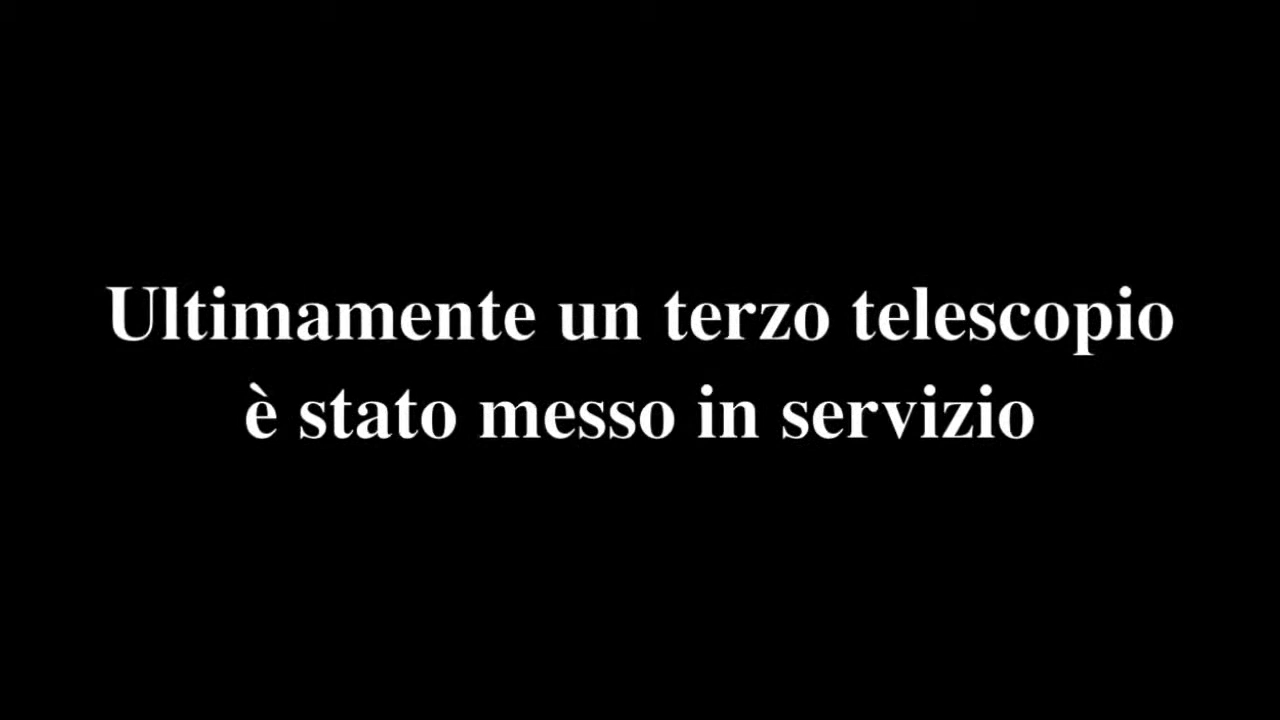 Ultimamente un terzo telescopio
è stato messo in servizio